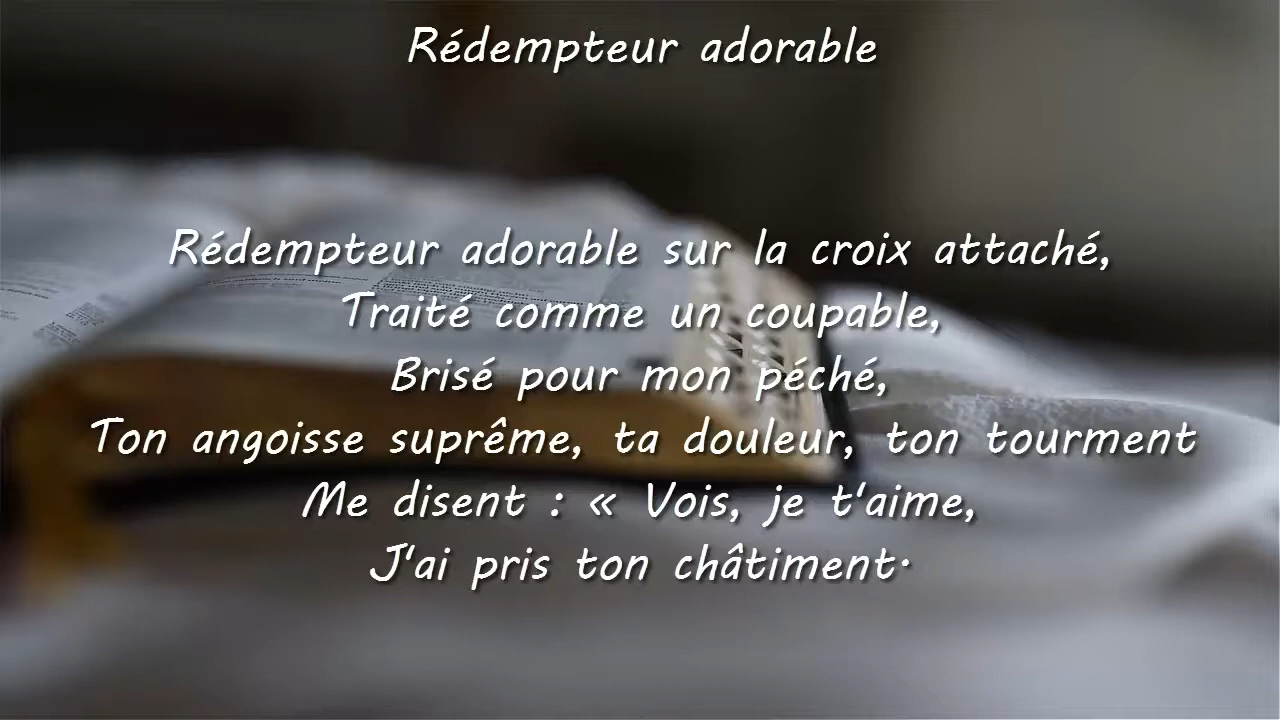 Rédempteur adorable
Rédempteur adorable sur la croix attaché,
Traité comme un coupable,
Brisé pour mon péché,
Ton angoisse suprême, ta douleur, ton tourment
Me disent : « Vois, je t'aime,
J'ai pris ton châtiment.